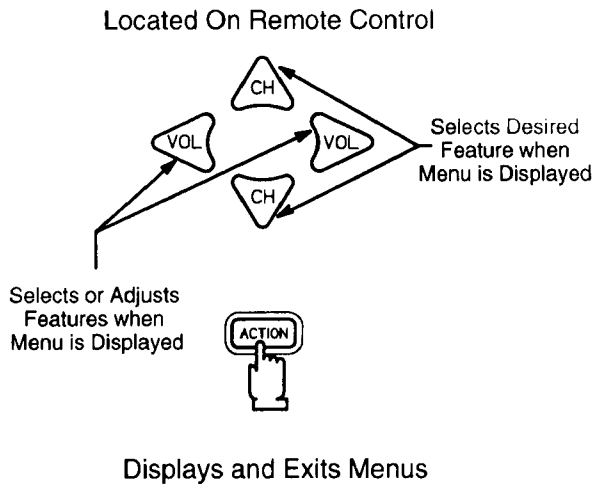 Located On Remote Control
CH
VOL
VOL
CH
Selects Desired
Feature when
Menu is Displayed
Selects or Adjusts
Features when
Menu is Displayed
ACTION
Displays and Exits Menus